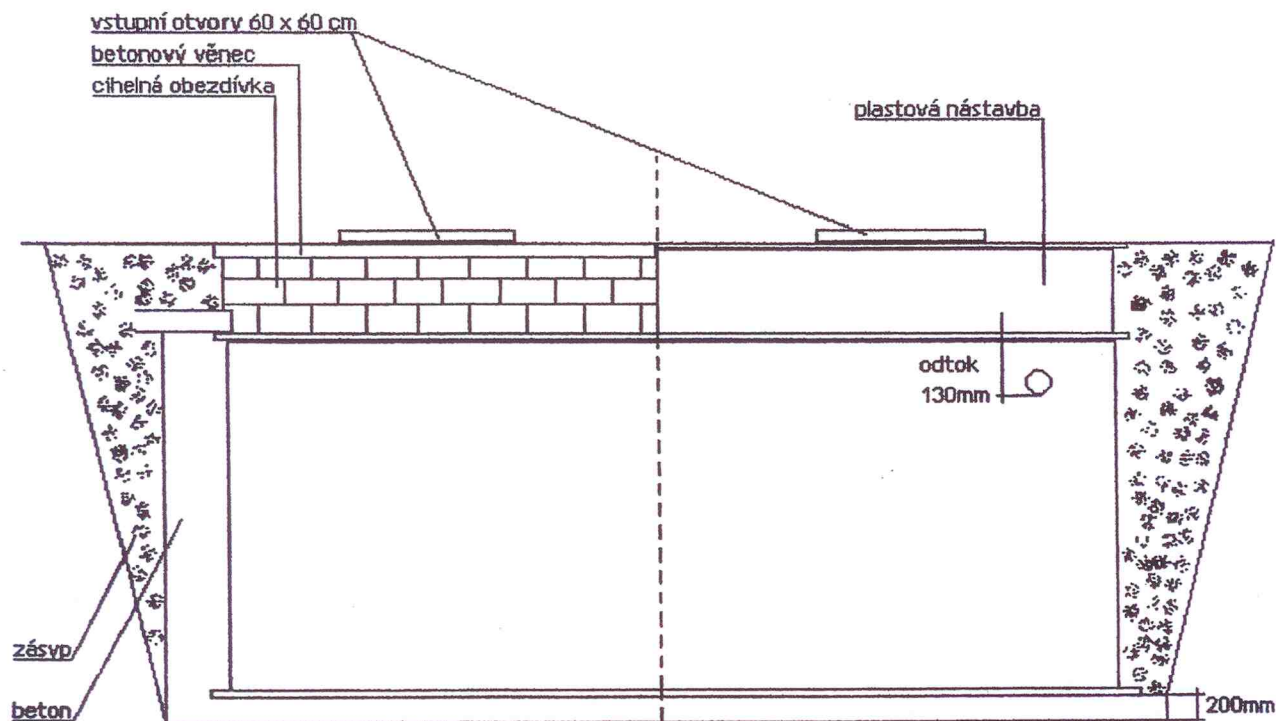 vstupní otvory 60 x 60 cm
betonový věnec
cihelná obezdívka
plastová nástavba
odtok
130mm
zásyp
beton
200mm